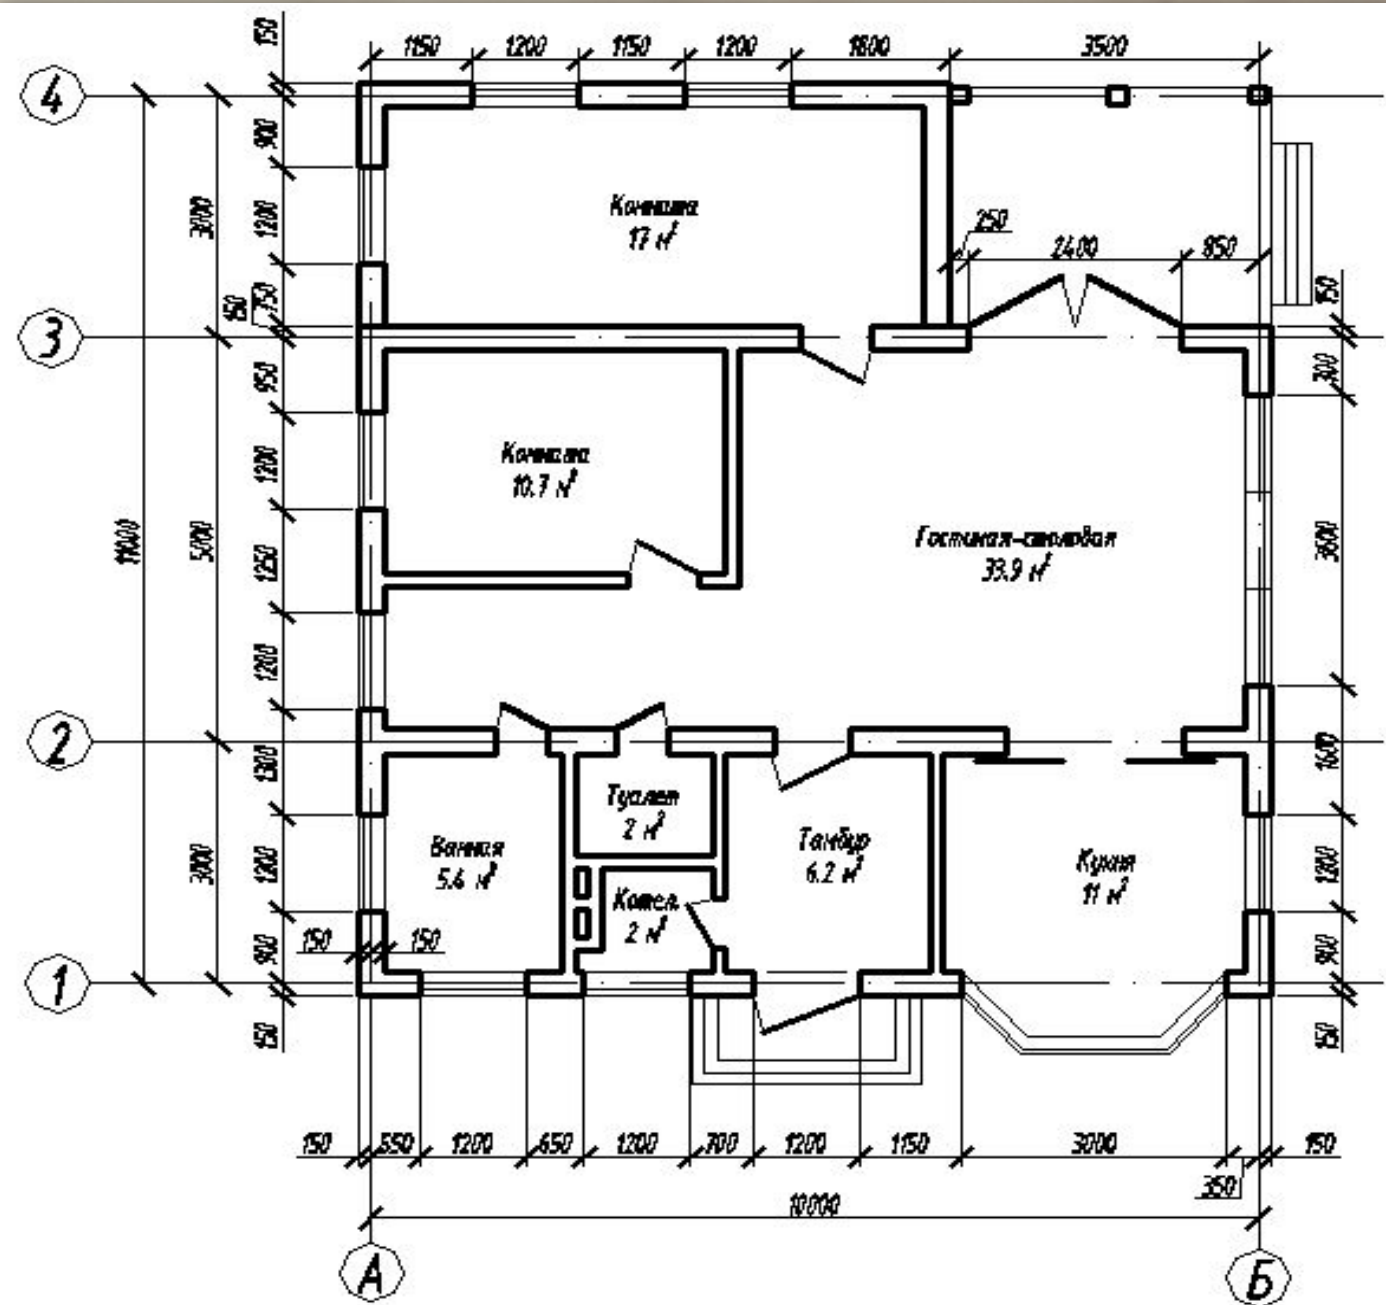 150
1150 1200 1150 1200 1800 3500
4
900
3000
1200
Комната
17 м²
250
2400 850
150
750
150
3
300
950
Комната
10.7 м²
1200
11000
5000
Гостиная-столовая
33.9 м²
3600
1250
1200
2
1300
1600
Туалет
2 м²
Ванная
5.4 м²
Тамбур
6.2 м²
Кухня
11 м²
3000
1200
1200
Котел.
2 м²
150 150
900
900
1
150
150
150 550 1200 650 1200 700 1200 1150 3000 150
350
10000
А Б